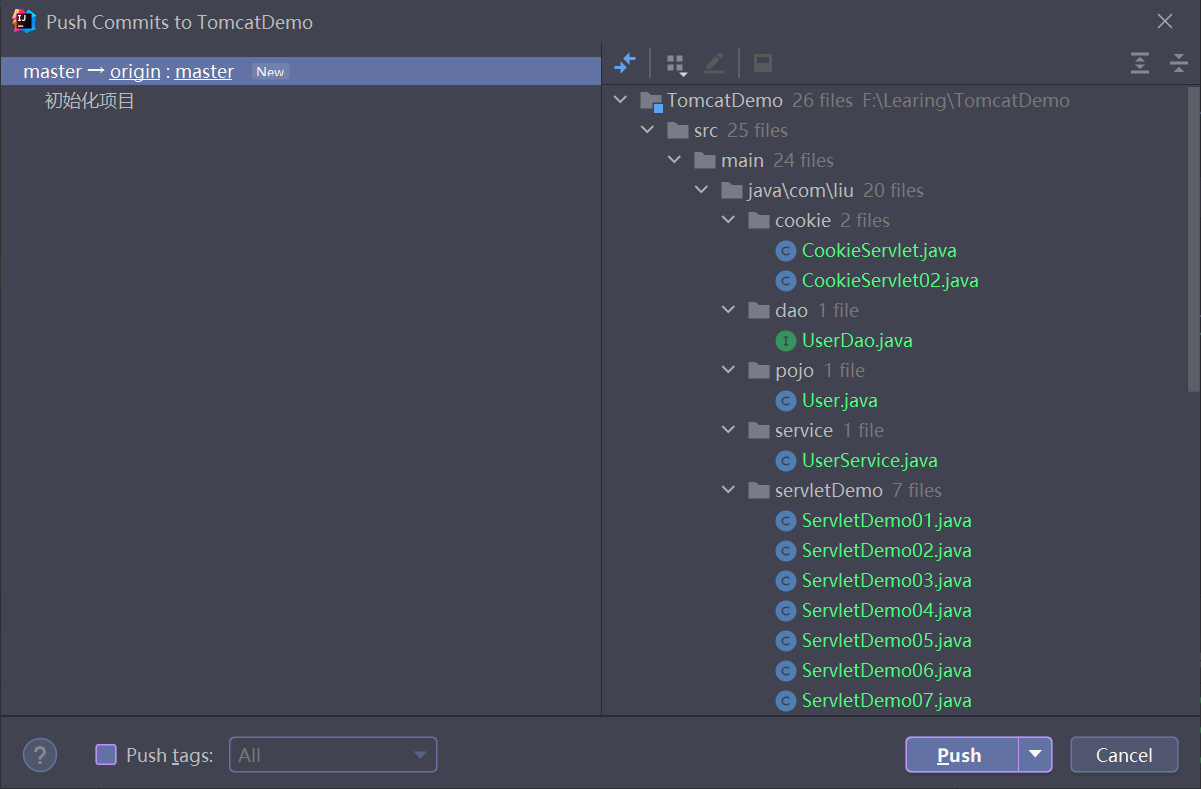 Push Commits to TomcatDemo
master → origin : master New
初始化项目
TomcatDemo 26 files F:\Learing\TomcatDemo
src 25 files
main 24 files
java\com\liu 20 files
cookie 2 files
C CookieServlet.java
C CookieServlet02.java
dao 1 file
I UserDao.java
pojo 1 file
C User.java
service 1 file
C UserService.java
servletDemo 7 files
C ServletDemo01.java
C ServletDemo02.java
C ServletDemo03.java
C ServletDemo04.java
C ServletDemo05.java
C ServletDemo06.java
C ServletDemo07.java
? Push tags: All Push Cancel